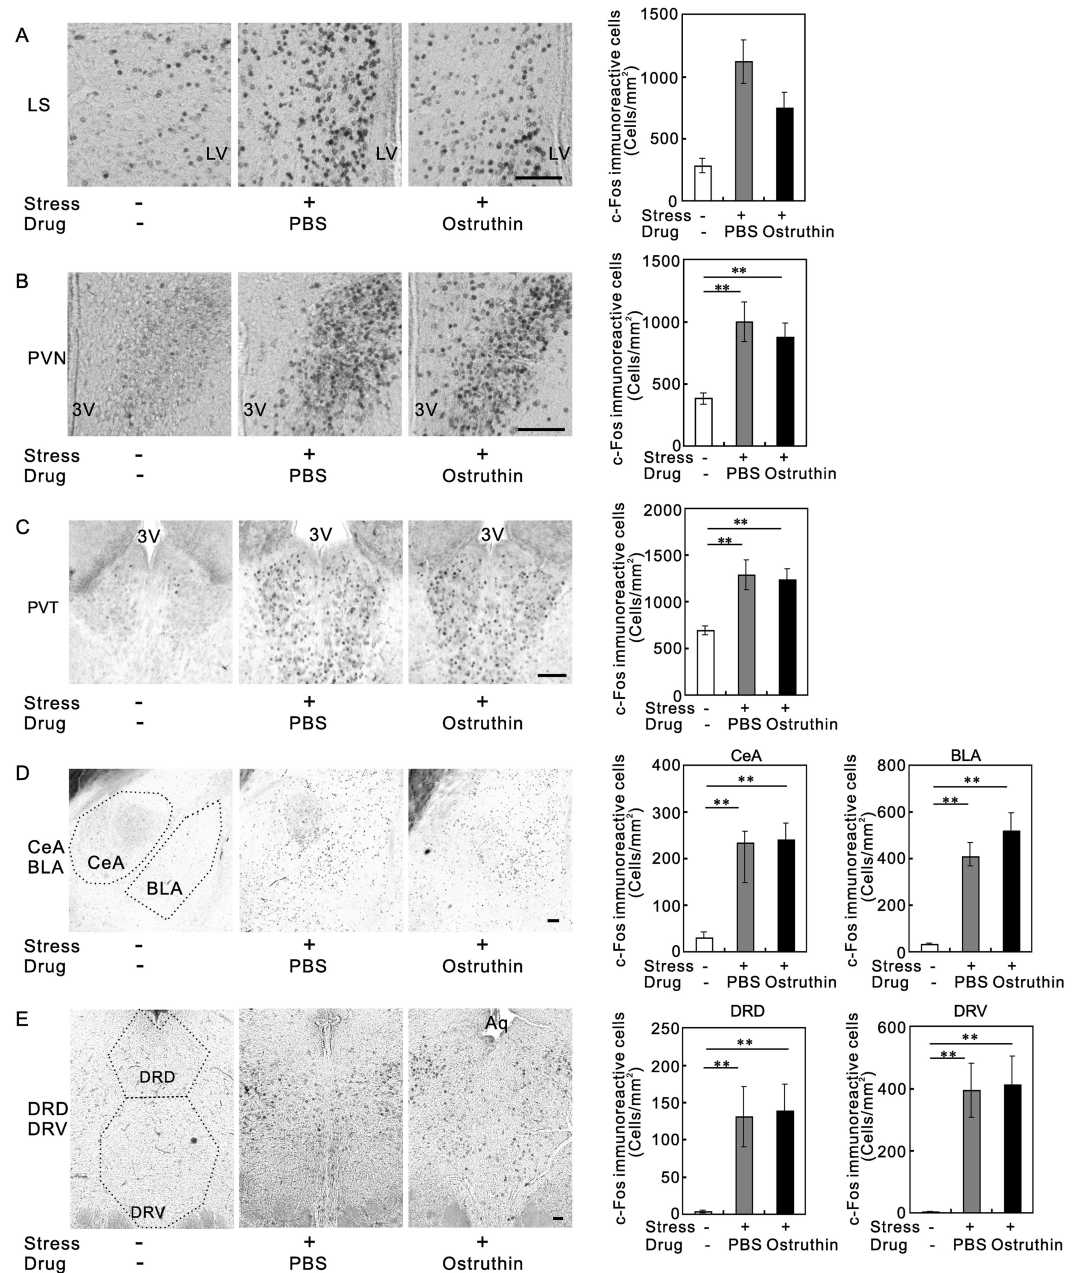 A
LS
LV
LV
LV
Stress - + +
Drug - PBS Ostruthin
c-Fos immunoreactive cells
(Cells/mm²)
1500
1000
500
0
Stress - + +
Drug - PBS Ostruthin
B
PVN
3V
3V
3V
Stress - + +
Drug - PBS Ostruthin
c-Fos immunoreactive cells
(Cells/mm²)
1500
1000
500
0
**
**
Stress - + +
Drug - PBS Ostruthin
C
PVT
3V
3V
3V
Stress - + +
Drug - PBS Ostruthin
c-Fos immunoreactive cells
(Cells/mm²)
2000
1500
1000
500
0
**
**
Stress - + +
Drug - PBS Ostruthin
D
CeA
BLA
CeA
BLA
Stress - + +
Drug - PBS Ostruthin
CeA
c-Fos immunoreactive cells
(Cells/mm²)
400
300
200
100
0
**
**
Stress - + +
Drug - PBS Ostruthin
BLA
c-Fos immunoreactive cells
(Cells/mm²)
800
600
400
200
0
**
**
Stress - + +
Drug - PBS Ostruthin
E
DRD
DRV
DRD
DRV
Aq
Stress - + +
Drug - PBS Ostruthin
DRD
c-Fos immunoreactive cells
(Cells/mm²)
250
200
150
100
50
0
**
**
Stress - + +
Drug - PBS Ostruthin
DRV
c-Fos immunoreactive cells
(Cells/mm²)
600
400
200
0
**
**
Stress - + +
Drug - PBS Ostruthin